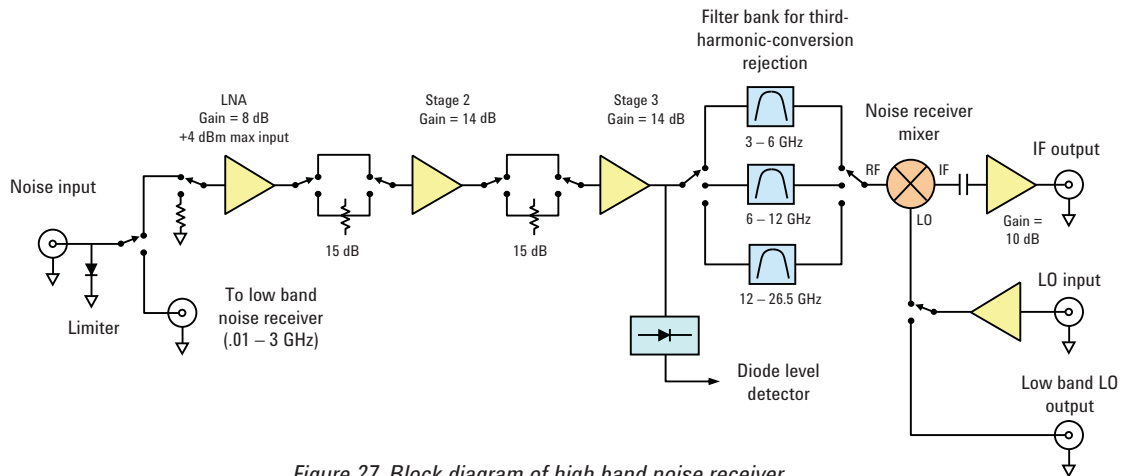 Filter bank for third-
harmonic-conversion
rejection
LNA
Gain = 8 dB
+4 dBm max input
Stage 2
Gain = 14 dB
Stage 3
Gain = 14 dB
3 – 6 GHz
6 – 12 GHz
12 – 26.5 GHz
Noise receiver
mixer
RF
IF
LO
IF output
Gain =
10 dB
Noise input
15 dB
15 dB
Limiter
To low band
noise receiver
(.01 – 3 GHz)
LO input
Diode level
detector
Low band LO
output
Figure 27. Block diagram of high band noise receiver